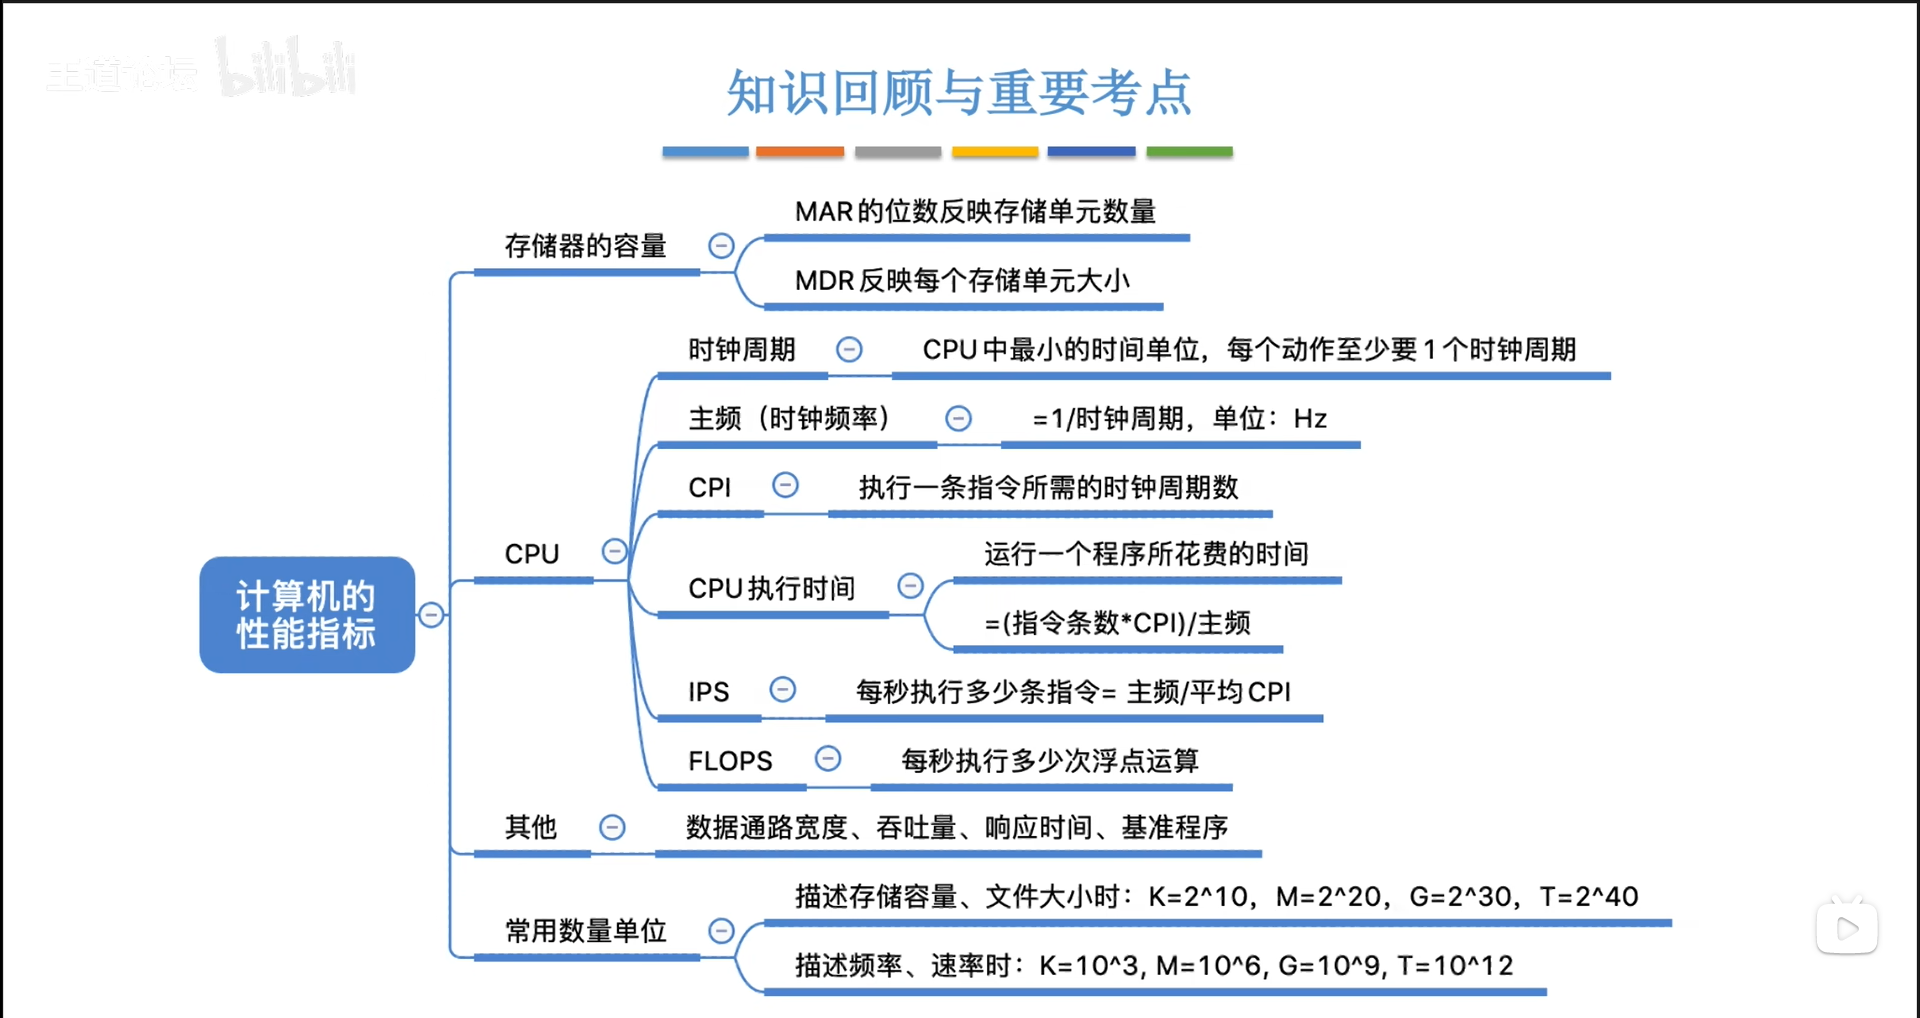 王道论坛 bilibili
知识回顾与重要考点
MAR的位数反映存储单元数量
存储器的容量
MDR反映每个存储单元大小
时钟周期
CPU中最小的时间单位，每个动作至少要1个时钟周期
主频（时钟频率）
=1/时钟周期，单位：Hz
CPI
执行一条指令所需的时钟周期数
CPU
运行一个程序所花费的时间
CPU执行时间
=(指令条数*CPI)/主频
计算机的
性能指标
IPS
每秒执行多少条指令= 主频/平均CPI
FLOPS
每秒执行多少次浮点运算
其他
数据通路宽度、吞吐量、响应时间、基准程序
描述存储容量、文件大小时：K=2^10，M=2^20，G=2^30，T=2^40
常用数量单位
描述频率、速率时：K=10^3, M=10^6, G=10^9, T=10^12